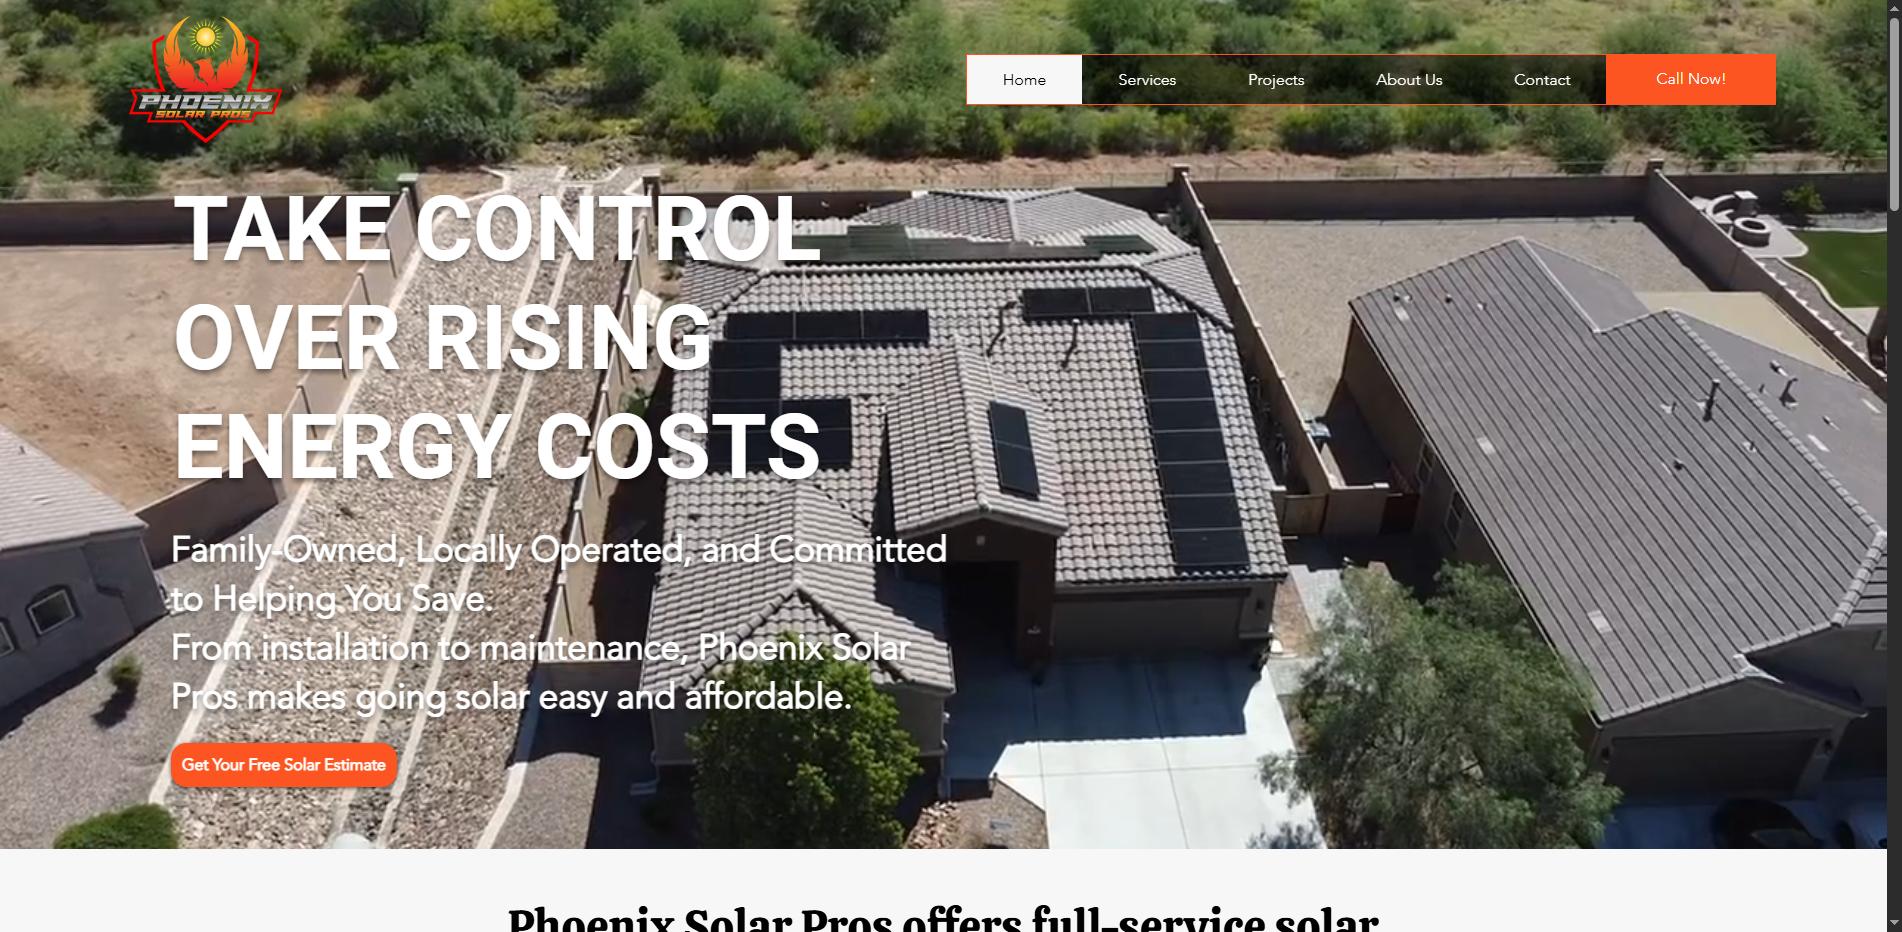 PHOENIX
SOLAR PROS
Home
Services
Projects
About Us
Contact
Call Now!
TAKE CONTROL
OVER RISING
ENERGY COSTS
Family-Owned, Locally Operated, and Committed
to Helping You Save.
From installation to maintenance, Phoenix Solar
Pros makes going solar easy and affordable.
Get Your Free Solar Estimate
Phoenix Solar Pros offers full-service solar